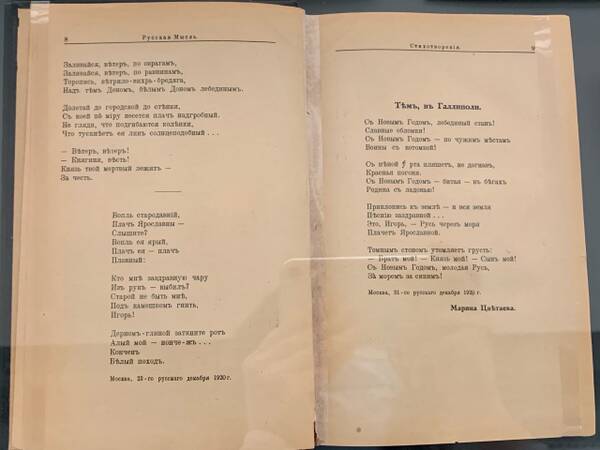 8
Русская Мысль.
Заливайся, вѣтеръ, по оврагамъ,
Заливайся, вѣтеръ, по равнинамъ,
Торопись, вѣтрило-вихрь-бродяга,
Надъ тѣмъ Дономъ, бѣлымъ Дономъ лебединымъ.
Долетай до городской до стѣнки,
Съ коей пó міру несется плачъ надгробный.
Не гляди, что подгибаются колѣнки,
Что тускнѣетъ ея ликъ солнцеподобный . . .
— Вѣтеръ, вѣтеръ!
— Княгиня, вѣсть!
Князь твой мертвый лежитъ —
За честь.
Вопль стародавній,
Плачъ Ярославны —
Слышите?
Вопль ея ярый,
Плачъ ея — плачъ
Плавный:
Кто мнѣ заздравную чару
Изъ рукъ — выбилъ?
Старой не быть мнѣ,
Подъ камешкомъ гнить,
Игорь!
Дерномъ-глиной заткните ротъ
Алый мой — нонче-жъ . . .
Конченъ
Бѣлый походъ.
Москва, 21-го русскаго декабря 1920 г.
Стихотворенія.
9
Тѣмъ, въ Галлиполи.
Съ Новымъ Годомъ, лебединый станъ!
Славные обломки!
Съ Новымъ Годомъ — по чужимъ мѣстамъ
Воины съ котомкой!
Съ пѣной у рта пляшетъ, не догнавъ,
Красная погоня.
Съ Новымъ Годомъ — битая — въ бѣгахъ
Родина съ ладонью!
Приклонись къ землѣ — и вся земля
Пѣснію заздравной . . .
Это, Игорь, — Русь черезъ моря
Плачетъ Ярославной.
Томнымъ стономъ утомляетъ грусть:
— Братъ мой! — Князь мой! — Сынъ мой!
Съ Новымъ Годомъ, молодая Русь,
За моремъ за синимъ!
Москва, 31-го русскаго декабря 1920 г.
Марина Цвѣтаева.